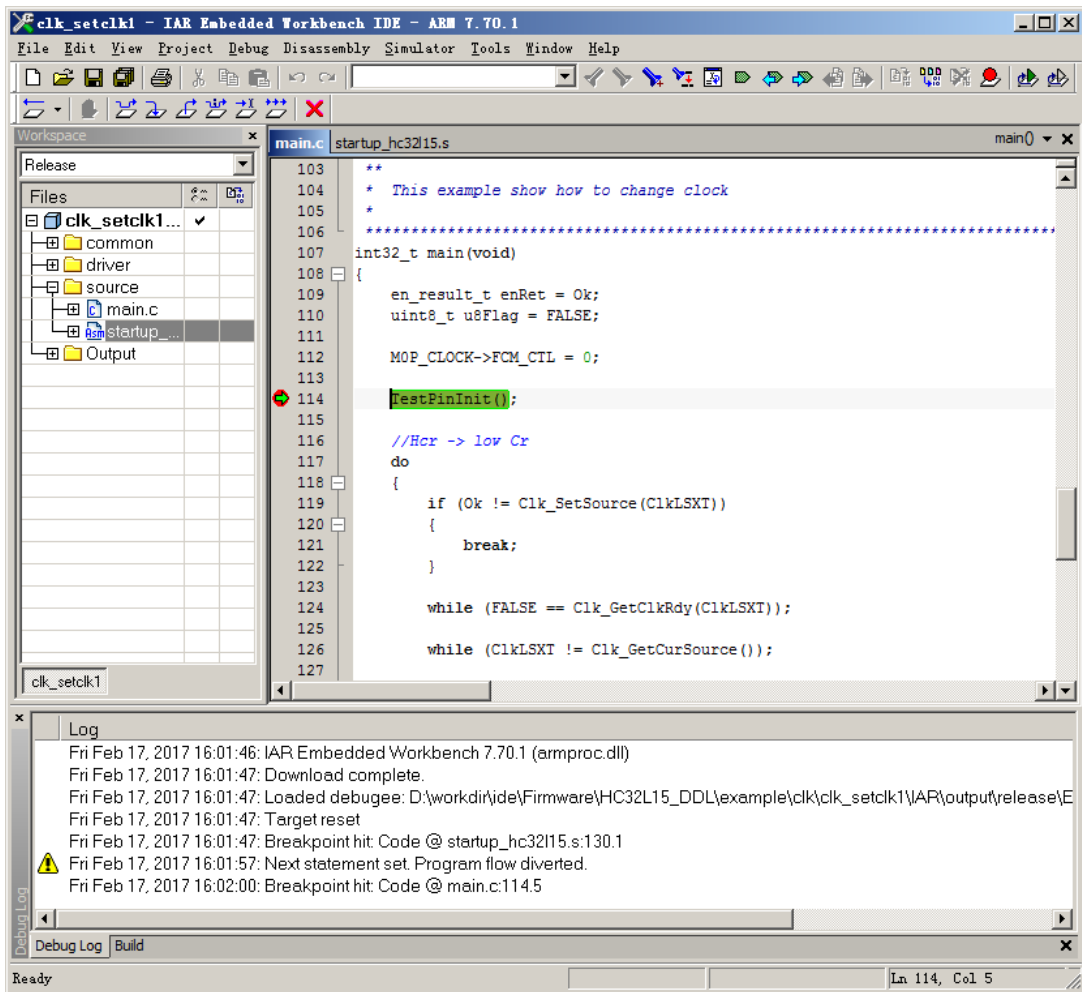 clk_setclk1 - IAR Embedded Workbench IDE - ARM 7.70.1
File Edit View Project Debug Disassembly Simulator Tools Window Help
Workspace
Release
Files
clk_setclk1...
common
driver
source
main.c
startup_...
Output
clk_setclk1
main.c startup_hc32l15.s main()
103 **
104 * This example show how to change clock
105 *
106 *****************************************************************************
107 int32_t main(void)
108 {
109 en_result_t enRet = Ok;
110 uint8_t u8Flag = FALSE;
111
112 M0P_CLOCK->FCM_CTL = 0;
113
114 TestPinInit();
115
116 //Hcr -> low Cr
117 do
118 {
119 if (Ok != Clk_SetSource(ClkLSXT))
120 {
121 break;
122 }
123
124 while (FALSE == Clk_GetClkRdy(ClkLSXT));
125
126 while (ClkLSXT != Clk_GetCurSource());
127
Log
Fri Feb 17, 2017 16:01:46: IAR Embedded Workbench 7.70.1 (armproc.dll)
Fri Feb 17, 2017 16:01:47: Download complete.
Fri Feb 17, 2017 16:01:47: Loaded debugee: D:\workdir\ide\Firmware\HC32L15_DDL\example\clk\clk_setclk1\IAR\output\release\E
Fri Feb 17, 2017 16:01:47: Target reset
Fri Feb 17, 2017 16:01:47: Breakpoint hit: Code @ startup_hc32l15.s:130.1
Fri Feb 17, 2017 16:01:57: Next statement set. Program flow diverted.
Fri Feb 17, 2017 16:02:00: Breakpoint hit: Code @ main.c:114.5
Debug Log
Debug Log Build
Ready Ln 114, Col 5